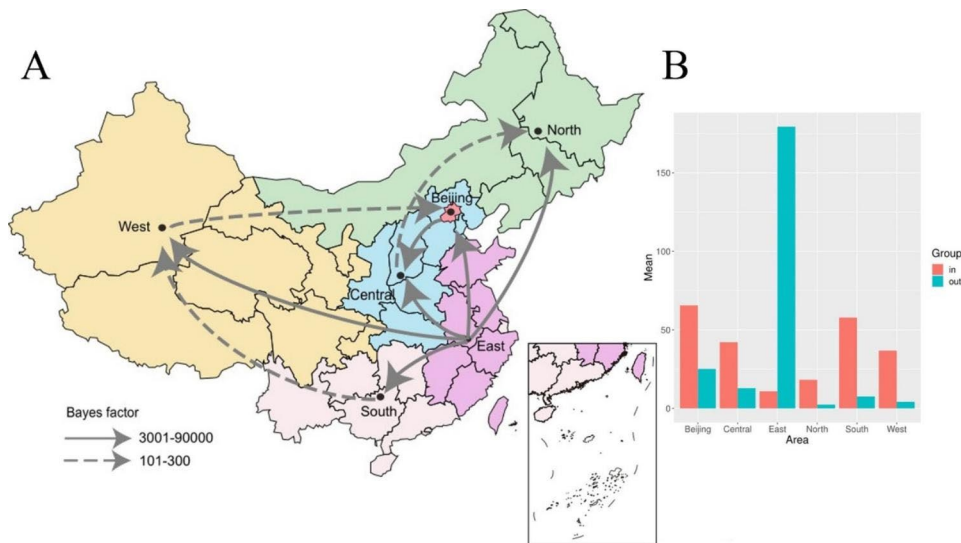 A
North
Beijing
West
Central
East
South
Bayes factor
3001-90000
101-300
B
150
100
50
0
Mean
Beijing Central East North South West
Area
Group
in
out